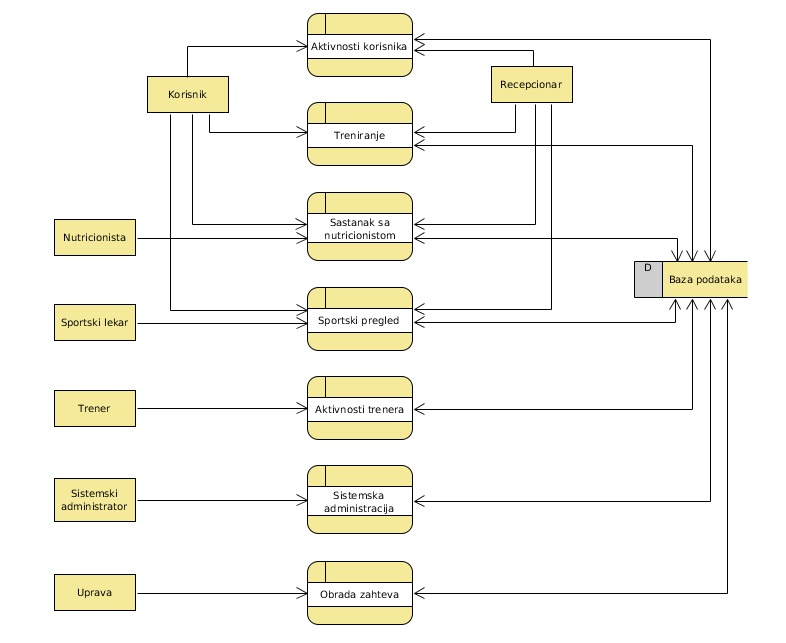 Aktivnosti korisnika
Korisnik
Recepcionar
Treniranje
Sastanak sa
nutricionistom
Nutricionista
D
Baza podataka
Sportski lekar
Sportski pregled
Trener
Aktivnosti trenera
Sistemski
administrator
Sistemska
administracija
Uprava
Obrada zahteva